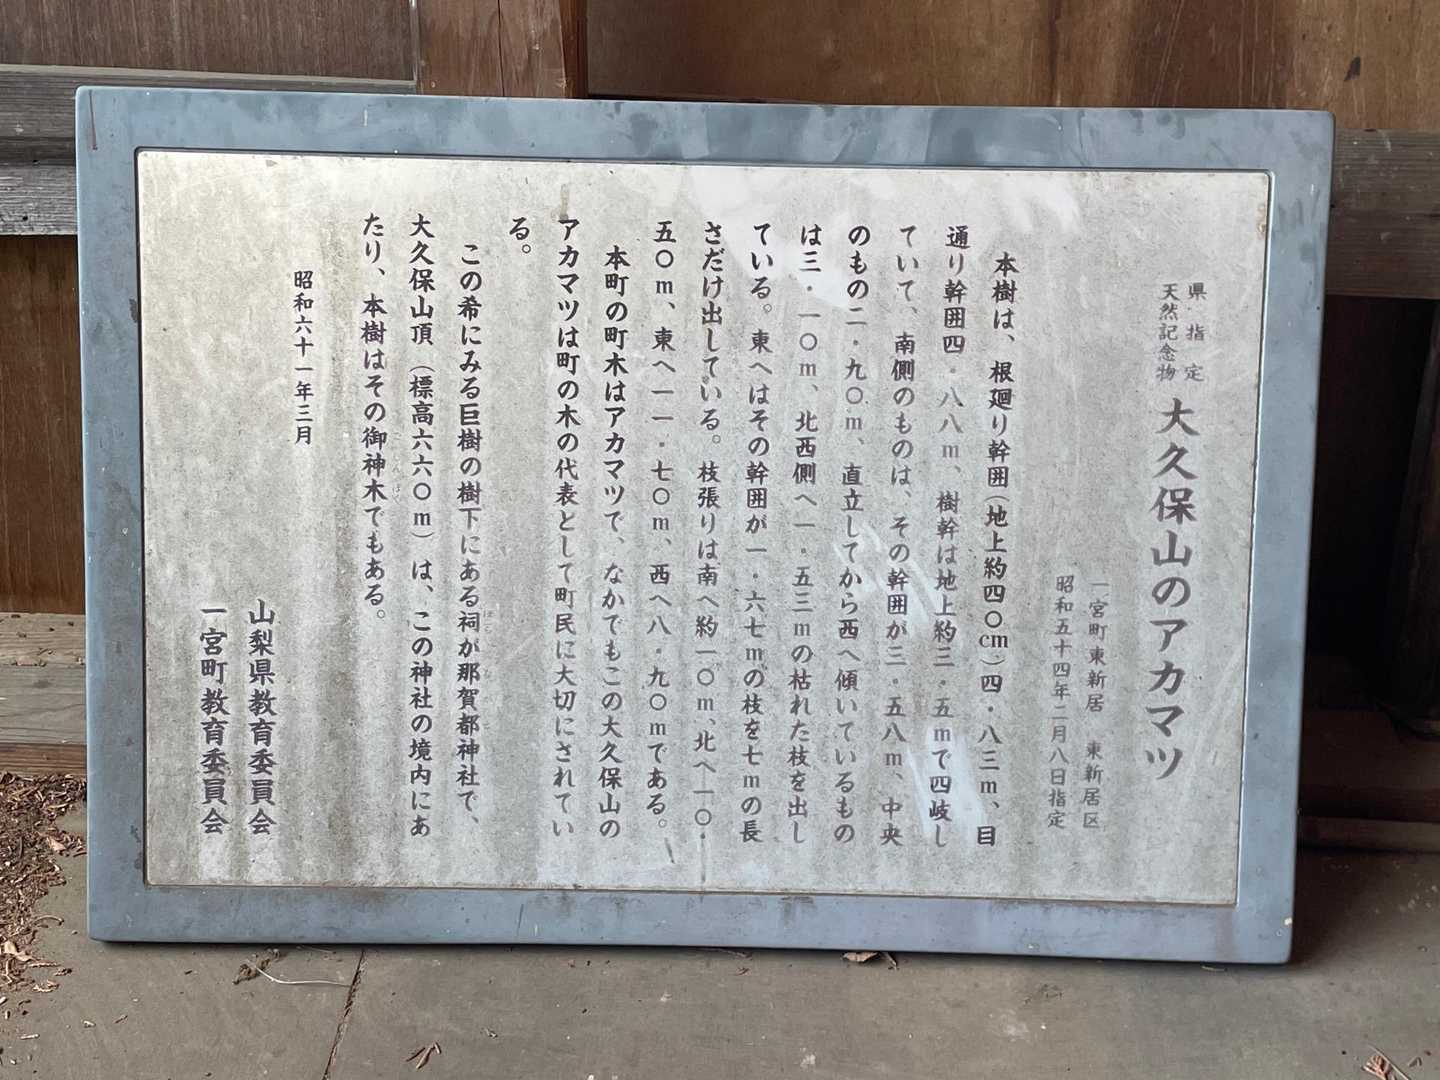 県指定
天然記念物
大久保山のアカマツ
一宮町東新居　東新居区
昭和五十四年二月八日指定
本樹は、根廻り幹囲(地上約四〇cm)四・八三m、目
通り幹囲四・八八m、樹幹は地上約三・五mで四岐し
ていて、南側のものは、その幹囲が三・五八m、中央
のもの二・九〇m、直立してから西へ傾いているもの
は三・一〇m、北西側へ一・五三mの枯れた枝を出し
ている。東へはその幹囲が一・六七mの枝を七mの長
さだけ出している。枝張りは南へ約一〇m、北へ一〇・
五〇m、東へ一一・七〇m、西へ八・九〇mである。
本町の町木はアカマツで、なかでもこの大久保山の
アカマツは町の木の代表として町民に大切にされてい
る。
この希にみる巨樹の樹下にある祠が那賀都神社で、
大久保山頂(標高六六〇m)は、この神社の境内にあ
たり、本樹はその御神木でもある。
昭和六十一年三月
山梨県教育委員会
一宮町教育委員会